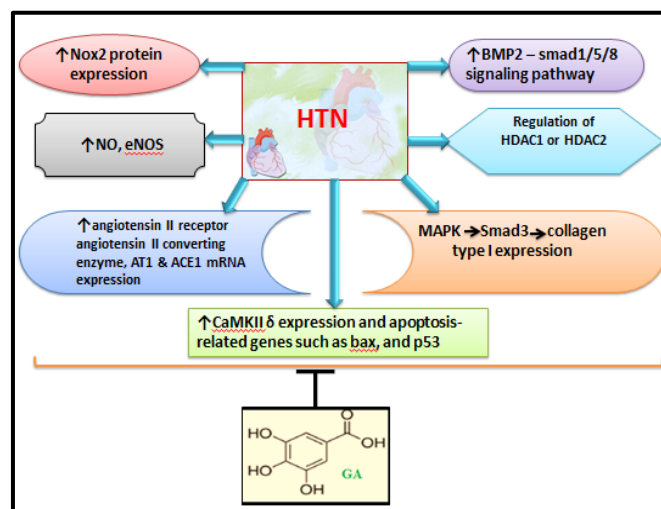 ↑Nox2 protein
expression
↑BMP2 – smad1/5/8
signaling pathway
HTN
↑NO, eNOS
Regulation of
HDAC1 or HDAC2
↑angiotensin II receptor
angiotensin II converting
enzyme, AT1 & ACE1 mRNA
expression
MAPK →Smad3→collagen
type I expression
↑CaMKII δ expression and apoptosis-
related genes such as bax, and p53
O
HO
OH
HO
GA
OH